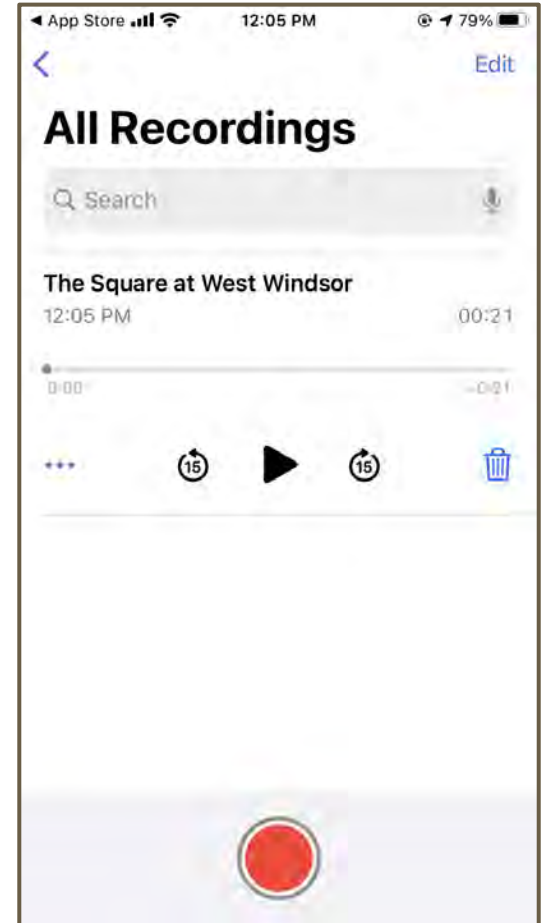 App Store 12:05 PM 79%
Edit
All Recordings
Search
The Square at West Windsor
12:05 PM 00:21
0:00 -0:21
15 15